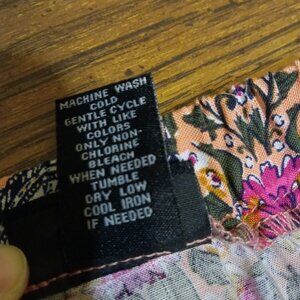 MACHINE WASH
COLD
GENTLE CYCLE
WITH LIKE
COLORS
ONLY NON-
CHLORINE
BLEACH
WHEN NEEDED
TUMBLE
DRY LOW
COOL IRON
IF NEEDED